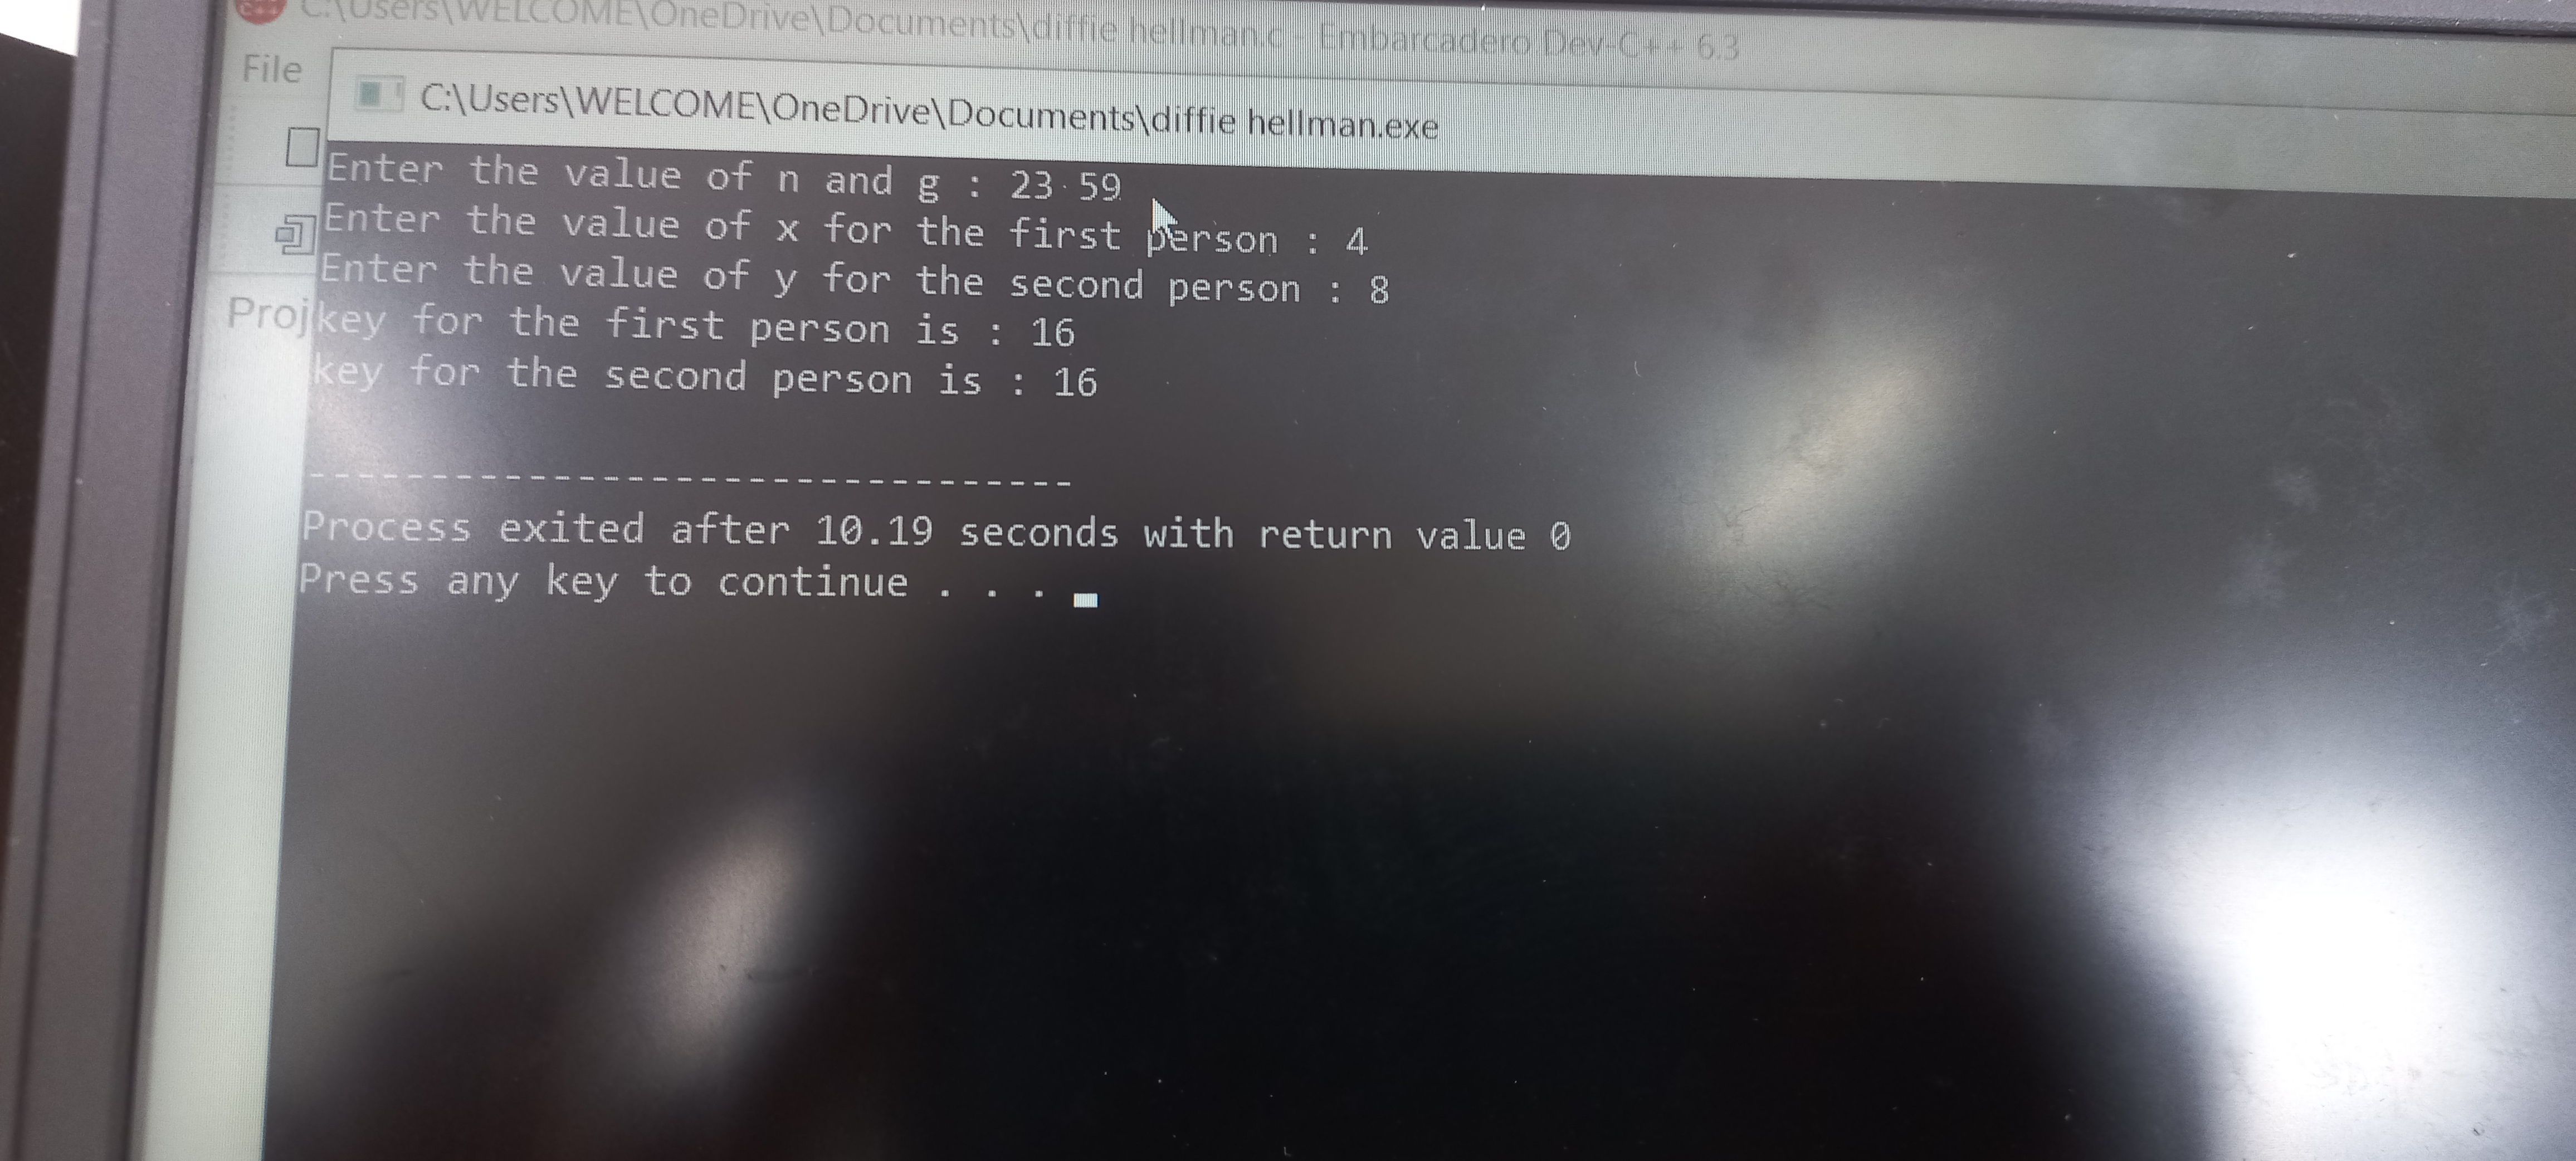 C:\Users\WELCOME\OneDrive\Documents\diffie hellman.c - Embarcadero Dev-C++ 6.3
File
C:\Users\WELCOME\OneDrive\Documents\diffie hellman.exe
Enter the value of n and g : 23 59
Enter the value of x for the first person : 4
Enter the value of y for the second person : 8
Proj
key for the first person is : 16
key for the second person is : 16
--------------------------------
Process exited after 10.19 seconds with return value 0
Press any key to continue . . .